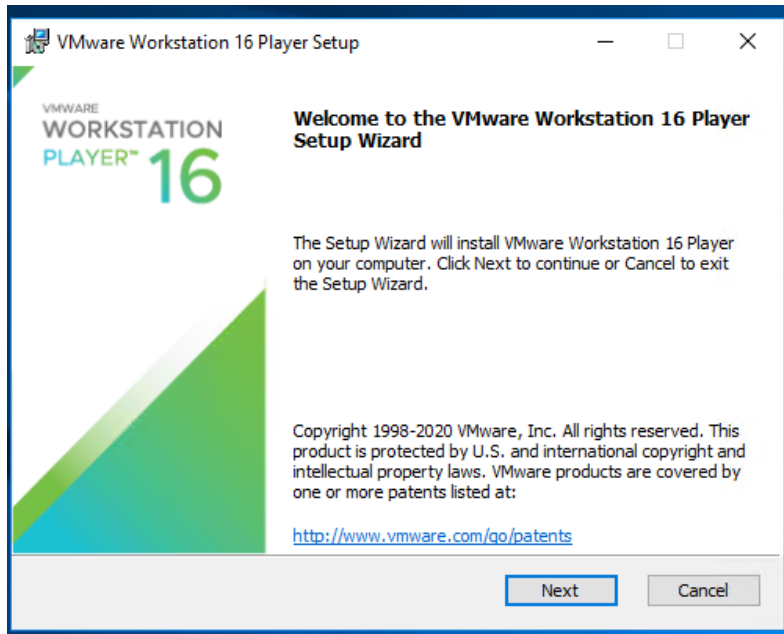 VMware Workstation 16 Player Setup
VMWARE
WORKSTATION
PLAYER™ 16
Welcome to the VMware Workstation 16 Player
Setup Wizard
The Setup Wizard will install VMware Workstation 16 Player
on your computer. Click Next to continue or Cancel to exit
the Setup Wizard.
Copyright 1998-2020 VMware, Inc. All rights reserved. This
product is protected by U.S. and international copyright and
intellectual property laws. VMware products are covered by
one or more patents listed at:
http://www.vmware.com/go/patents
Next
Cancel